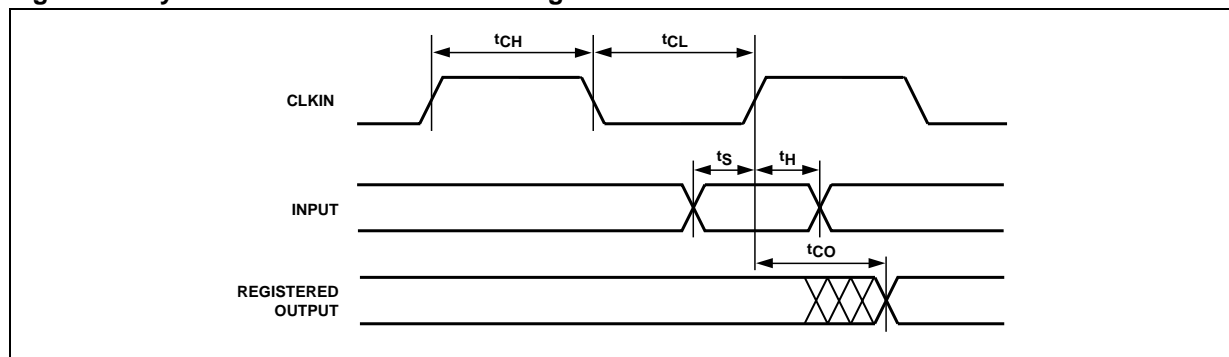 tCH
tCL
CLKIN
tS
tH
INPUT
tCO
REGISTERED
OUTPUT